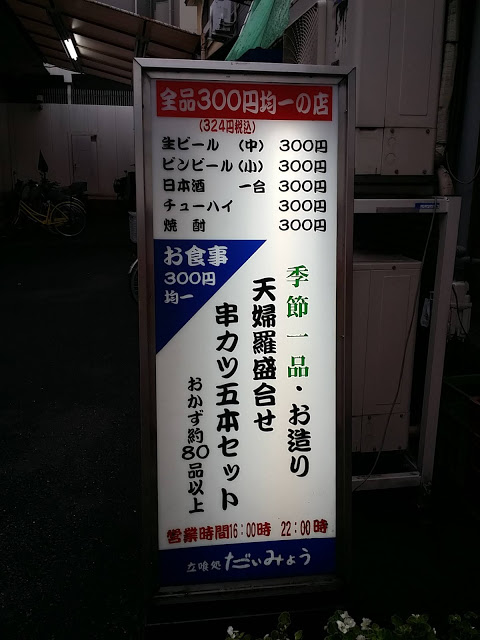 全品300円均一の店
(324円税込)
生ビール (中) 300円
ビンビール(小) 300円
日本酒 一合 300円
チューハイ 300円
焼酎 300円
お食事
300円
均一
季節一品・お造り
天婦羅盛合せ
串カツ五本セット
おかず約80品以上
営業時間16:00時 22:00時
立喰処 だいみょう